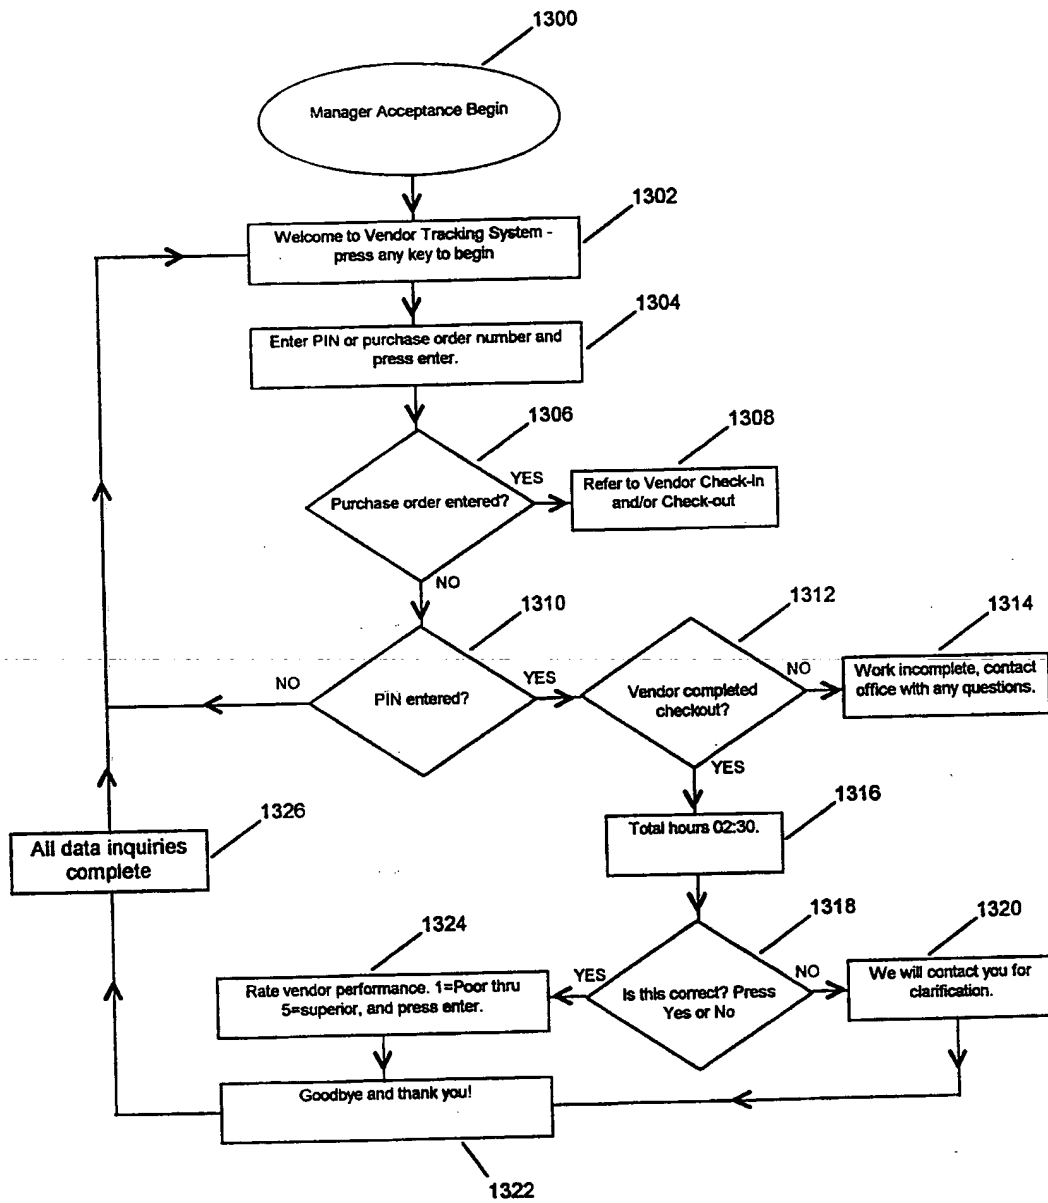 1300
Manager Acceptance Begin
1302
Welcome to Vendor Tracking System -
press any key to begin
1304
Enter PIN or purchase order number and
press enter.
1306
Purchase order entered?
YES
1308
Refer to Vendor Check-in
and/or Check-out
NO
1310
PIN entered?
NO
YES
1312
Vendor completed
checkout?
NO
1314
Work incomplete, contact
office with any questions.
YES
1316
Total hours 02:30.
1318
Is this correct? Press
Yes or No
NO
1320
We will contact you for
clarification.
YES
1324
Rate vendor performance. 1=Poor thru
5=superior, and press enter.
Goodbye and thank you!
1322
1326
All data inquiries
complete